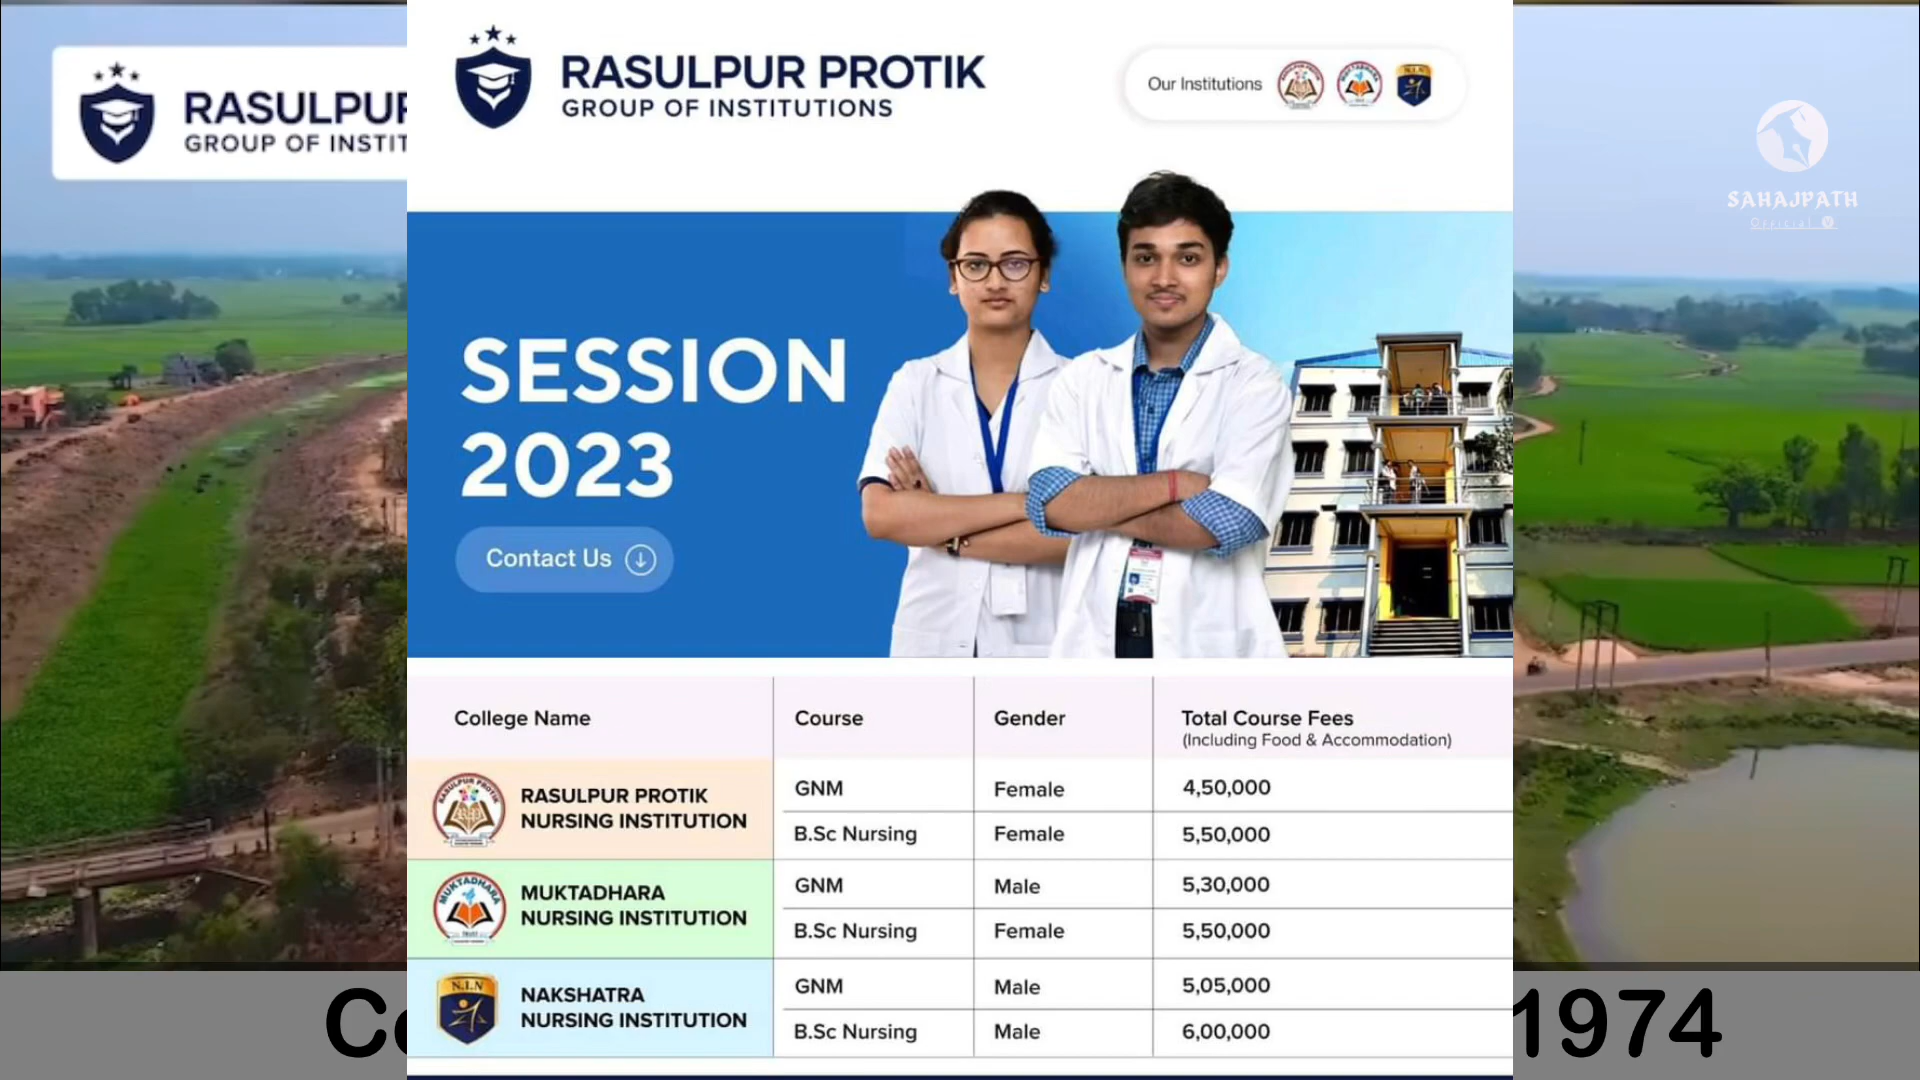 RASULPUR
GROUP OF INSTIT
RASULPUR PROTIK
GROUP OF INSTITUTIONS
Our Institutions
SAHAJPATH
Official
SESSION
2023
Contact Us
College Name Course Gender Total Course Fees
(Including Food & Accommodation)
RASULPUR PROTIK
NURSING INSTITUTION
GNM Female 4,50,000
B.Sc Nursing Female 5,50,000
MUKTADHARA
MUKTADHARA
NURSING INSTITUTION
GNM Male 5,30,000
B.Sc Nursing Female 5,50,000
N.I.N
NAKSHATRA
NURSING INSTITUTION
GNM Male 5,05,000
B.Sc Nursing Male 6,00,000
1974